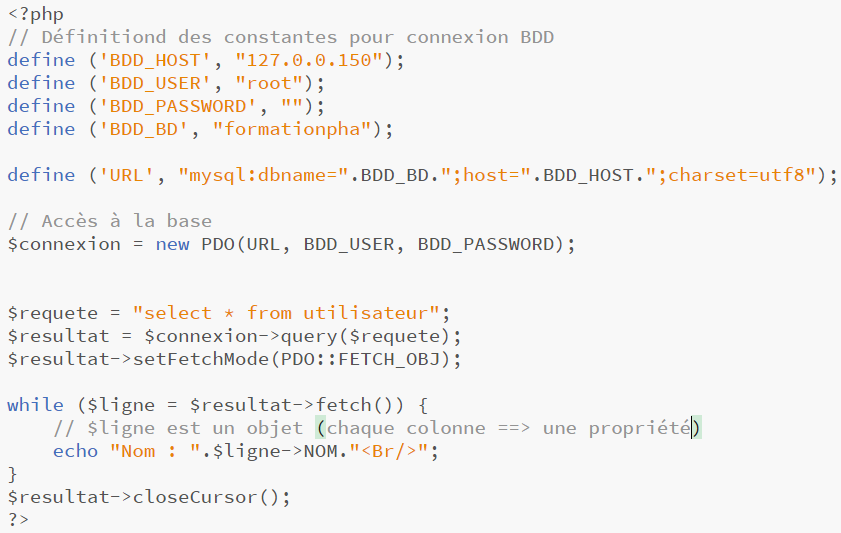 <?php
// Définitiond des constantes pour connexion BDD
define ('BDD_HOST', "127.0.0.150");
define ('BDD_USER', "root");
define ('BDD_PASSWORD', "");
define ('BDD_BD', "formationpha");
define ('URL', "mysql:dbname=".BDD_BD.";host=".BDD_HOST.";charset=utf8");
// Accès à la base
$connexion = new PDO(URL, BDD_USER, BDD_PASSWORD);
$requete = "select * from utilisateur";
$resultat = $connexion->query($requete);
$resultat->setFetchMode(PDO::FETCH_OBJ);
while ($ligne = $resultat->fetch()) {
    // $ligne est un objet (chaque colonne ==> une propriété)
    echo "Nom : ".$ligne->NOM."<Br/>";
}
$resultat->closeCursor();
?>